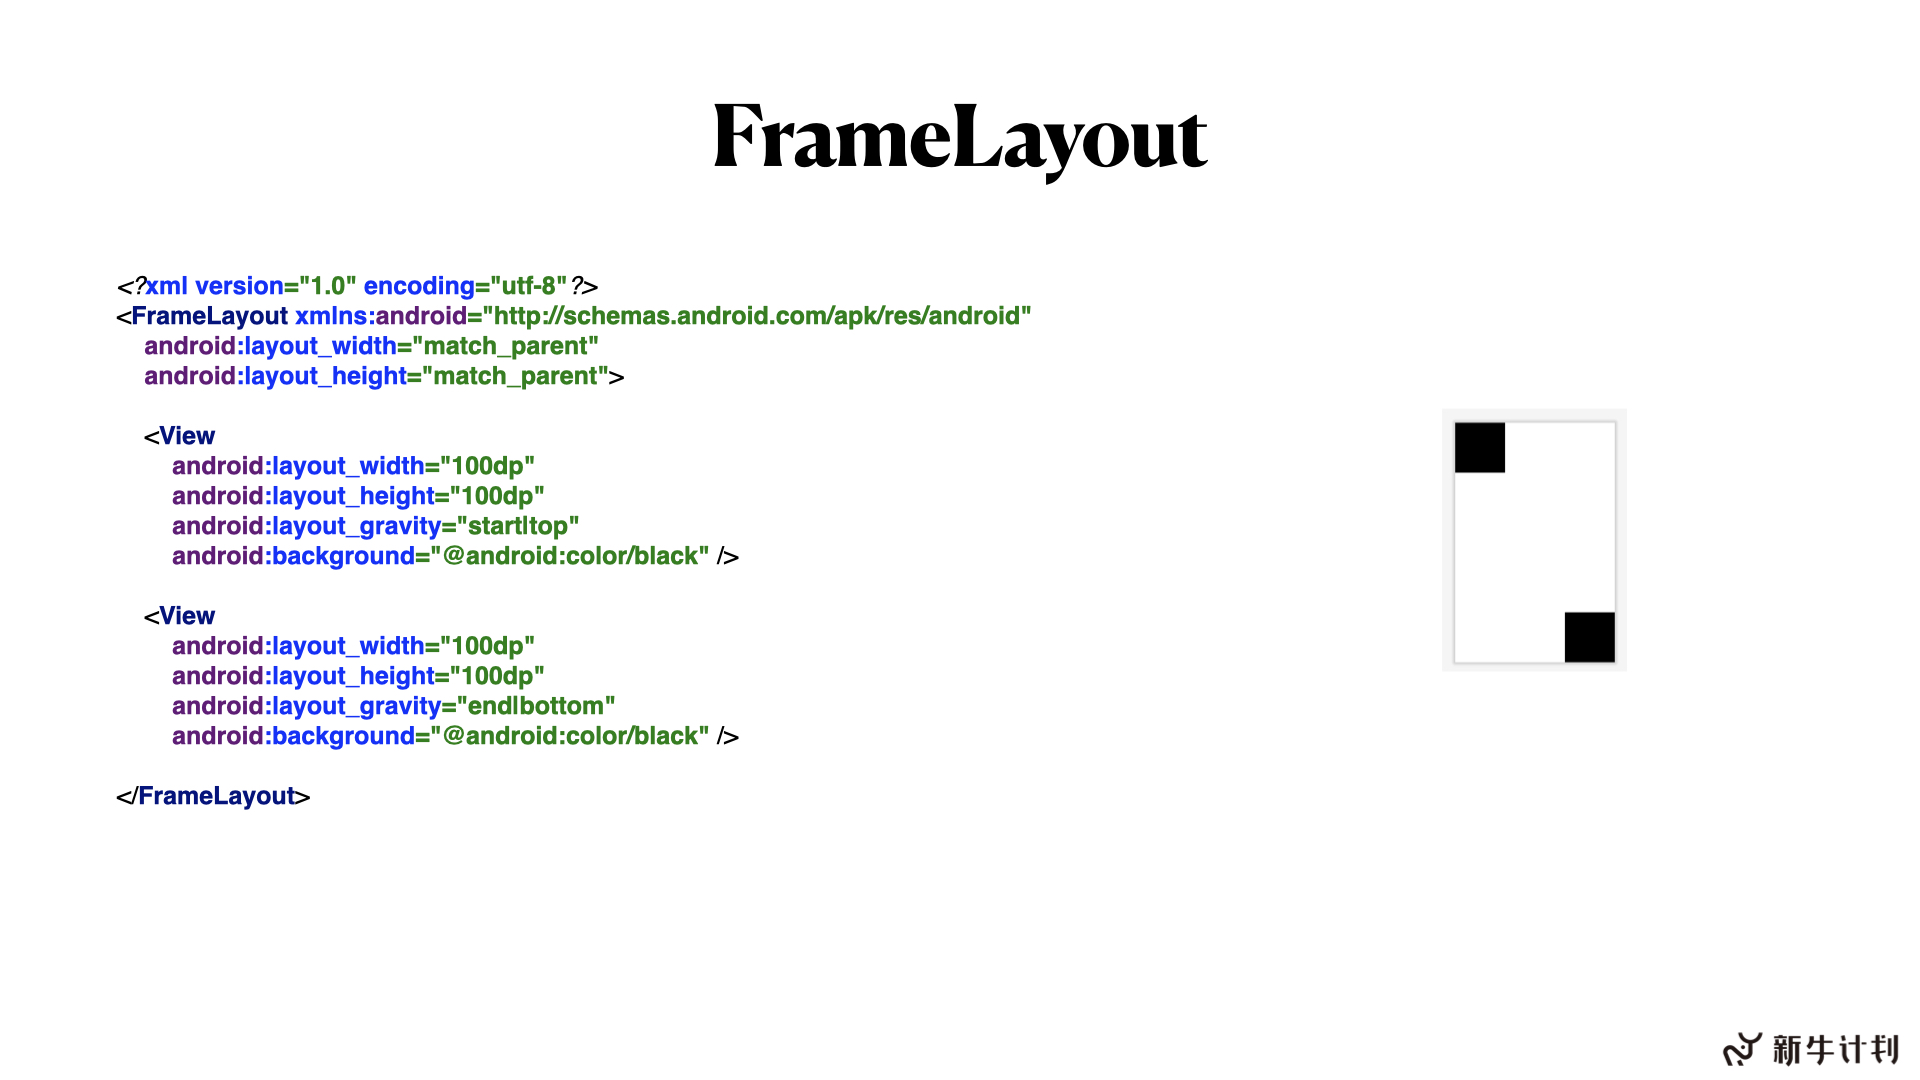 FrameLayout
<?xml version="1.0" encoding="utf-8"?>
<FrameLayout xmlns:android="http://schemas.android.com/apk/res/android"
    android:layout_width="match_parent"
    android:layout_height="match_parent">
    <View
        android:layout_width="100dp"
        android:layout_height="100dp"
        android:layout_gravity="start|top"
        android:background="@android:color/black" />
    <View
        android:layout_width="100dp"
        android:layout_height="100dp"
        android:layout_gravity="end|bottom"
        android:background="@android:color/black" />
</FrameLayout>
新牛计划